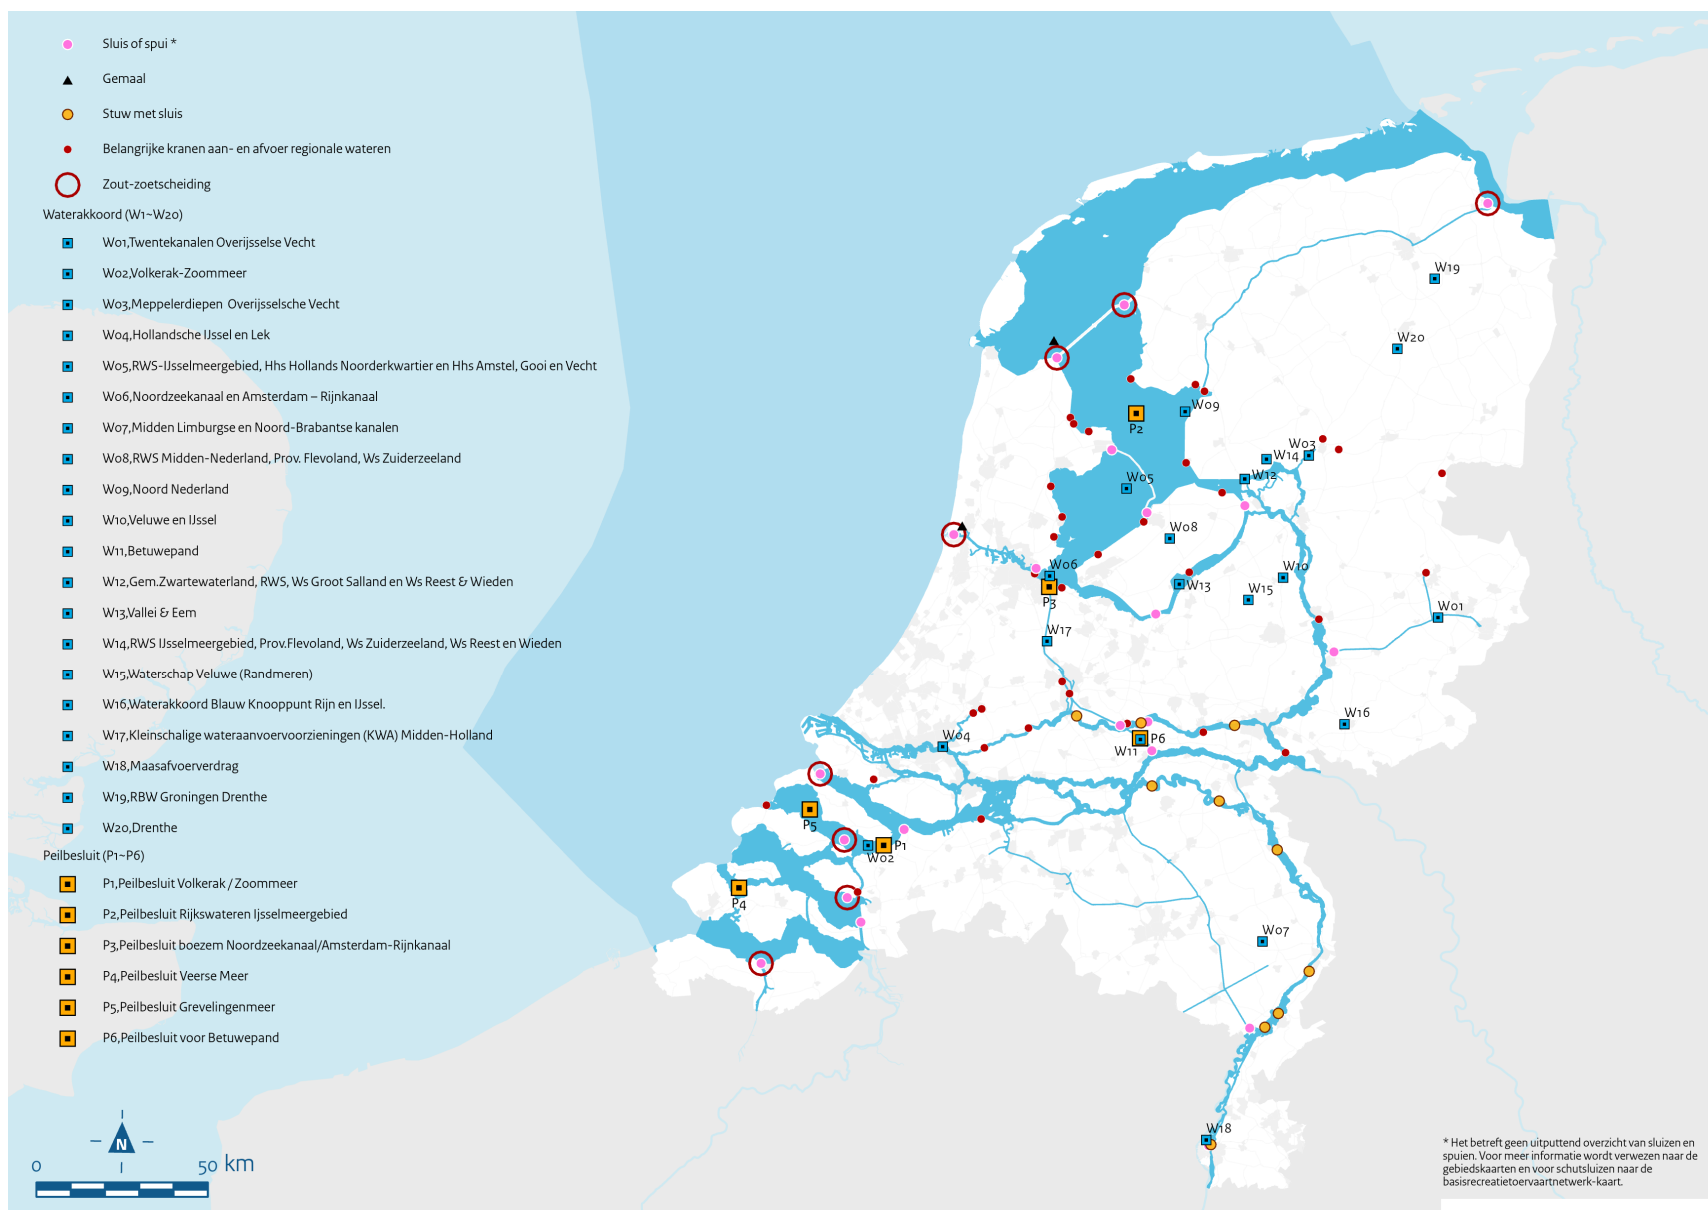 Sluis of spui *
Gemaal
Stuw met sluis
Belangrijke kranen aan- en afvoer regionale wateren
Zout-zoetscheiding
Waterakkoord (W1~W20)
W01,Twentekanalen Overijsselse Vecht
W02,Volkerak-Zoommeer
W03,Meppelerdiepen Overijsselsche Vecht
W04,Hollandsche IJssel en Lek
W05,RWS-IJsselmeergebied, Hhs Hollands Noorderkwartier en Hhs Amstel, Gooi en Vecht
W06,Noordzeekanaal en Amsterdam – Rijnkanaal
W07,Midden Limburgse en Noord-Brabantse kanalen
W08,RWS Midden-Nederland, Prov. Flevoland, Ws Zuiderzeeland
W09,Noord Nederland
W10,Veluwe en IJssel
W11,Betuwepand
W12,Gem.Zwartewaterland, RWS, Ws Groot Salland en Ws Reest & Wieden
W13,Vallei & Eem
W14,RWS IJsselmeergebied, Prov.Flevoland, Ws Zuiderzeeland, Ws Reest en Wieden
W15,Waterschap Veluwe (Randmeren)
W16,Waterakkoord Blauw Knooppunt Rijn en IJssel.
W17,Kleinschalige wateraanvoervoorzieningen (KWA) Midden-Holland
W18,Maasafvoerverdrag
W19,RBW Groningen Drenthe
W20,Drenthe
Peilbesluit (P1~P6)
P1,Peilbesluit Volkerak / Zoommeer
P2,Peilbesluit Rijkswateren Ijsselmeergebied
P3,Peilbesluit boezem Noordzeekanaal/Amsterdam-Rijnkanaal
P4,Peilbesluit Veerse Meer
P5,Peilbesluit Grevelingenmeer
P6,Peilbesluit voor Betuwepand
N
0 50 km
W19
W20
W09
P2
W03
W14
W12
W05
W08
W06
P3
W13
W10
W15
W01
W17
W16
W04
P6
W11
P5
P1
W02
P4
W07
W18
* Het betreft geen uitputtend overzicht van sluizen en
spuien. Voor meer informatie wordt verwezen naar de
gebiedskaarten en voor schutsluizen naar de
basisrecreatietoervaartnetwerk-kaart.